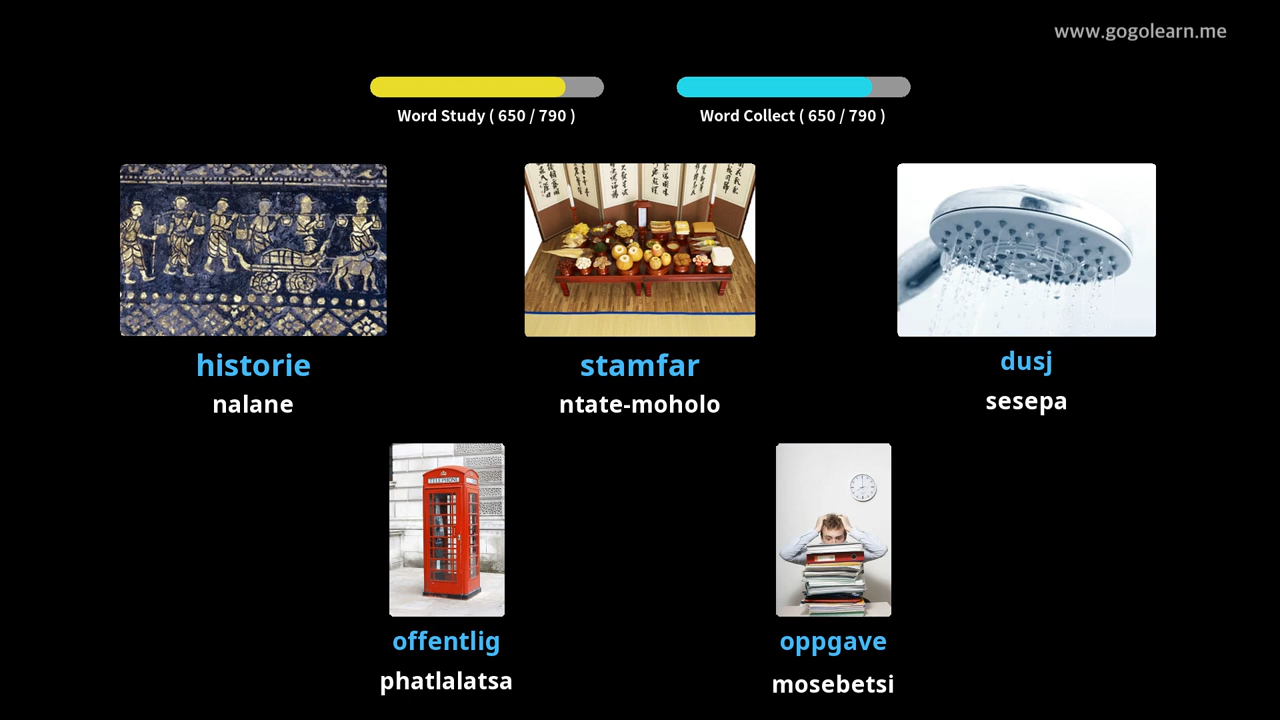 www.gogolearn.me
Word Study ( 650 / 790 )
Word Collect ( 650 / 790 )
historie
nalane
stamfar
ntate-moholo
dusj
sesepa
TELEPHONE
offentlig
phatlalatsa
oppgave
mosebetsi